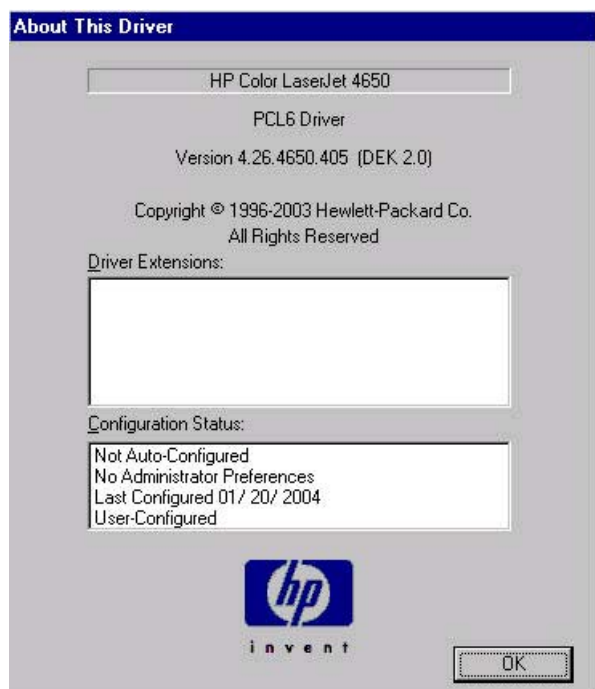 About This Driver
HP Color LaserJet 4650
PCL6 Driver
Version 4.26.4650.405 (DEK 2.0)
Copyright © 1996-2003 Hewlett-Packard Co.
All Rights Reserved
Driver Extensions:
Configuration Status:
Not Auto-Configured
No Administrator Preferences
Last Configured 01/ 20/ 2004
User-Configured
hp
invent
OK